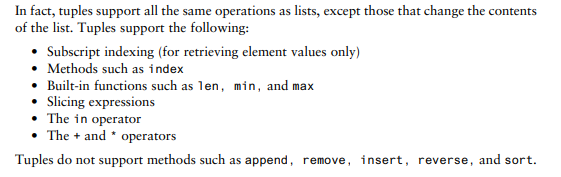 In fact, tuples support all the same operations as lists, except those that change the contents
of the list. Tuples support the following:
• Subscript indexing (for retrieving element values only)
• Methods such as index
• Built-in functions such as len, min, and max
• Slicing expressions
• The in operator
• The + and * operators
Tuples do not support methods such as append, remove, insert, reverse, and sort.